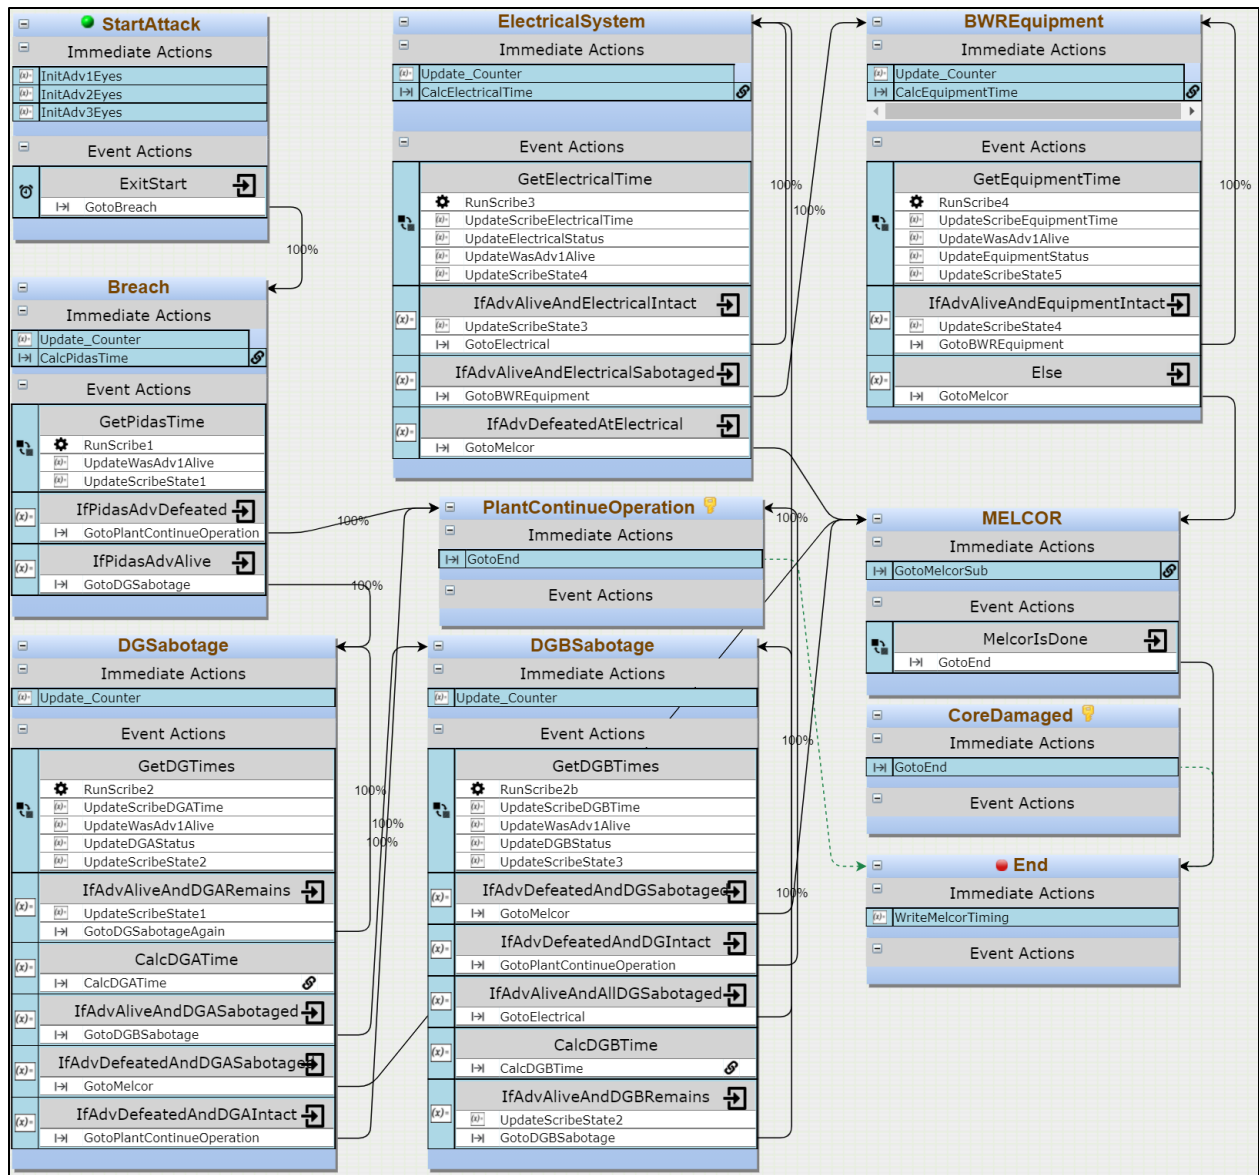 StartAttack
Immediate Actions
InitAdv1Eyes
InitAdv2Eyes
InitAdv3Eyes
Event Actions
ExitStart
GotoBreach
100%
Breach
Immediate Actions
Update_Counter
CalcPidasTime
Event Actions
GetPidasTime
RunScribe1
UpdateWasAdv1Alive
UpdateScribeState1
IfPidasAdvDefeated
GotoPlantContinueOperation
100%
IfPidasAdvAlive
GotoDGSabotage
100%
DGSabotage
Immediate Actions
Update_Counter
Event Actions
GetDGTimes
RunScribe2
UpdateScribeDGATime
UpdateWasAdv1Alive
UpdateDGAStatus
UpdateScribeState2
100%
100%
100%
IfAdvAliveAndDGARemains
UpdateScribeState1
GotoDGSabotageAgain
CalcDGATime
CalcDGATime
IfAdvAliveAndDGASabotaged
GotoDGBSabotage
IfAdvDefeatedAndDGASabotaged
GotoMelcor
IfAdvDefeatedAndDGAIntact
GotoPlantContinueOperation
ElectricalSystem
Immediate Actions
Update_Counter
CalcElectricalTime
Event Actions
GetElectricalTime
RunScribe3
UpdateScribeElectricalTime
UpdateElectricalStatus
UpdateWasAdv1Alive
UpdateScribeState4
100%
100%
IfAdvAliveAndElectricalIntact
UpdateScribeState3
GotoElectrical
IfAdvAliveAndElectricalSabotaged
GotoBWREquipment
IfAdvDefeatedAtElectrical
GotoMelcor
PlantContinueOperation
Immediate Actions
GotoEnd
Event Actions
100%
DGBSabotage
Immediate Actions
Update_Counter
Event Actions
100%
GetDGBTimes
RunScribe2b
UpdateScribeDGBTime
UpdateWasAdv1Alive
UpdateDGBStatus
UpdateScribeState3
IfAdvDefeatedAndDGSabotaged
100%
GotoMelcor
IfAdvDefeatedAndDGIntact
GotoPlantContinueOperation
IfAdvAliveAndAllDGSabotaged
GotoElectrical
CalcDGBTime
CalcDGBTime
IfAdvAliveAndDGBRemains
UpdateScribeState2
GotoDGBSabotage
BWREquipment
Immediate Actions
Update_Counter
CalcEquipmentTime
Event Actions
GetEquipmentTime
100%
RunScribe4
UpdateScribeEquipmentTime
UpdateWasAdv1Alive
UpdateEquipmentStatus
UpdateScribeState5
IfAdvAliveAndEquipmentIntact
UpdateScribeState4
GotoBWREquipment
Else
GotoMelcor
MELCOR
Immediate Actions
GotoMelcorSub
Event Actions
MelcorIsDone
GotoEnd
CoreDamaged
Immediate Actions
GotoEnd
Event Actions
End
Immediate Actions
WriteMelcorTiming
Event Actions